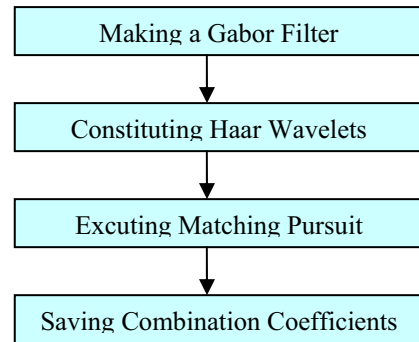 Making a Gabor Filter
Constituting Haar Wavelets
Excuting Matching Pursuit
Saving Combination Coefficients